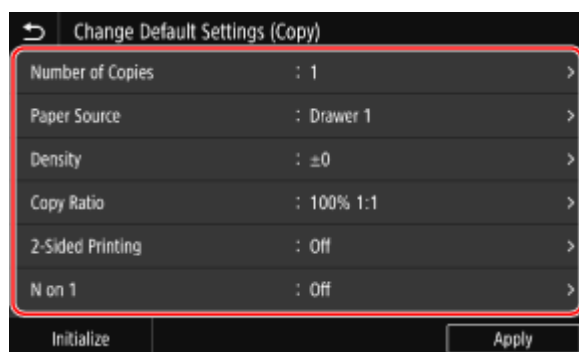 Change Default Settings (Copy)
Number of Copies : 1 >
Paper Source : Drawer 1 >
Density : ±0 >
Copy Ratio : 100% 1:1 >
2-Sided Printing : Off >
N on 1 : Off >
Initialize Apply